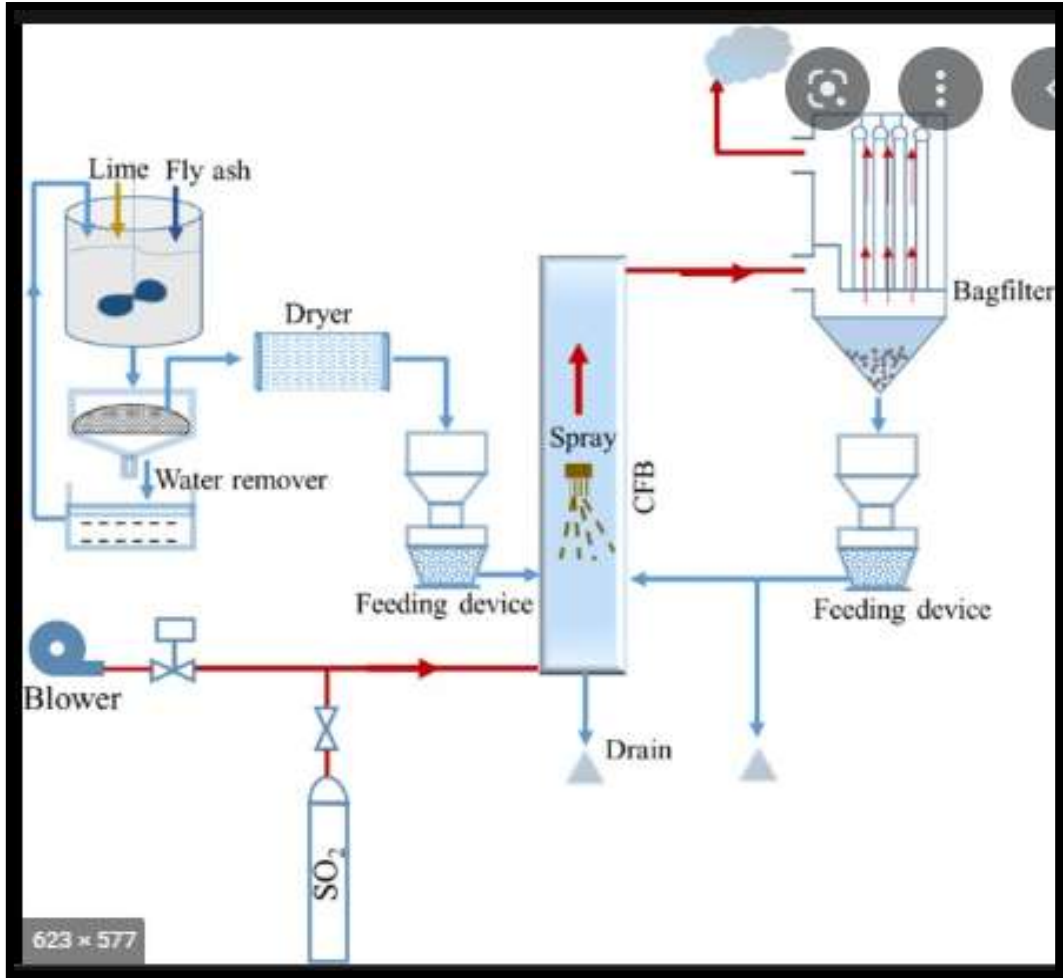 Lime Fly ash
Dryer
Bagfilter
Spray
CFB
Water remover
Feeding device
Feeding device
Blower
Drain
SO₂
623 × 577